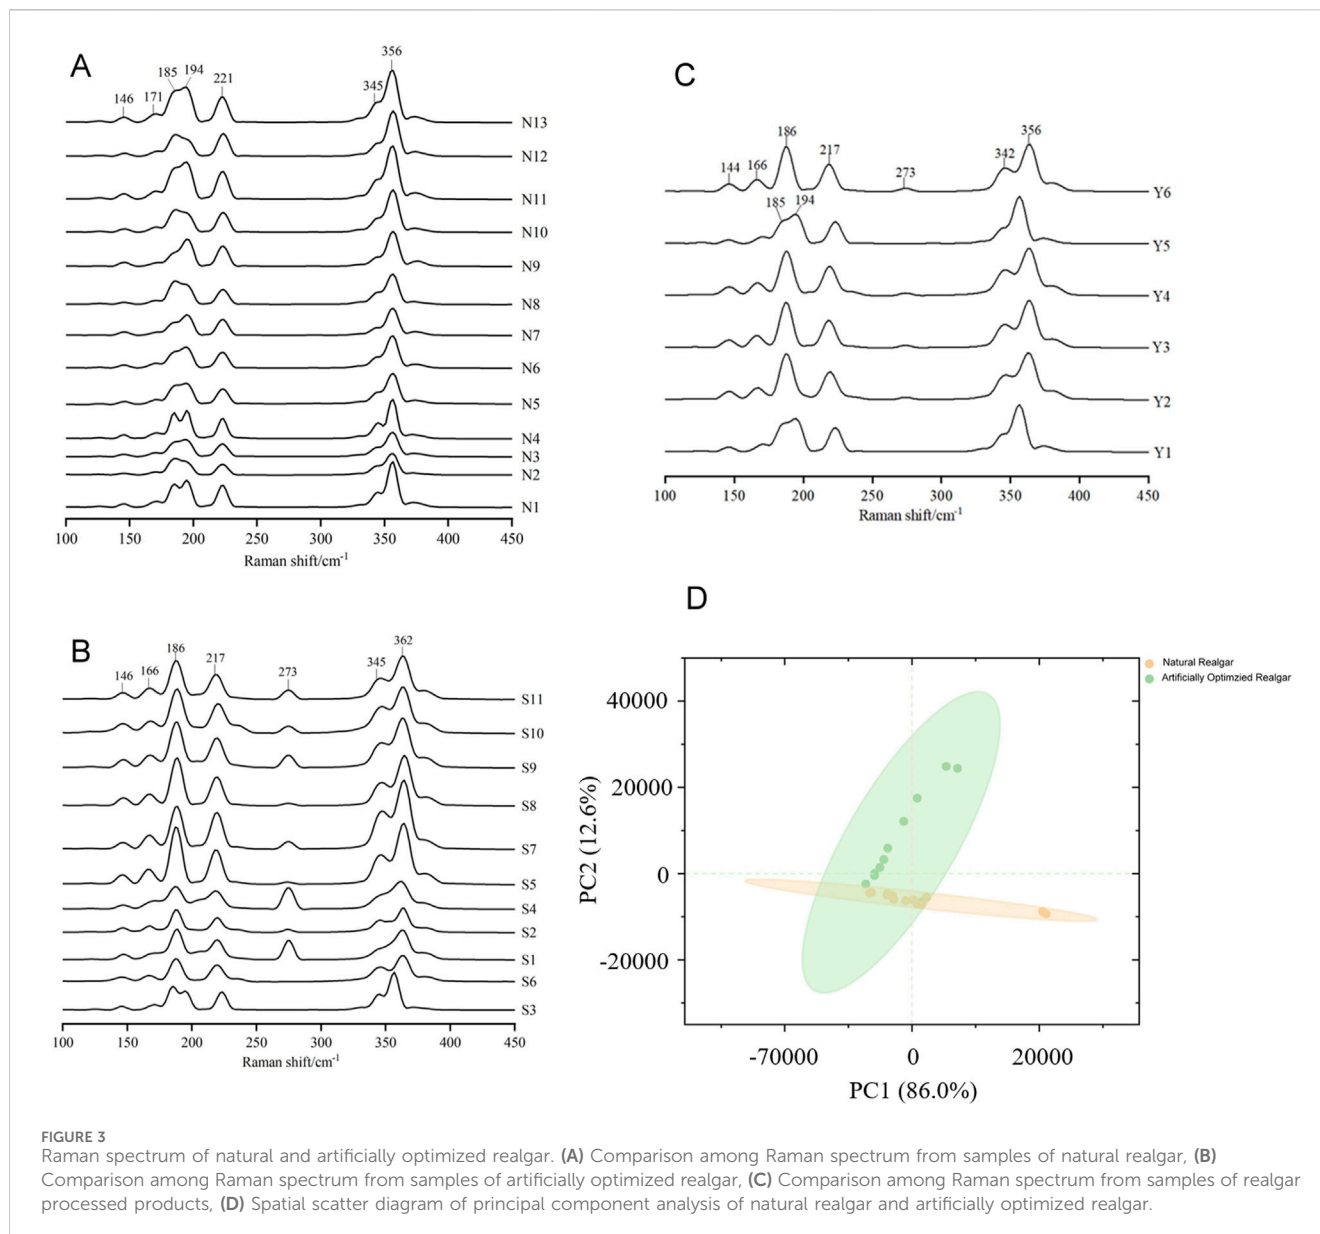 A
146
171
185
194
221
345
356
N13
N12
N11
N10
N9
N8
N7
N6
N5
N4
N3
N2
N1
100 150 200 250 300 350 400 450
Raman shift/cm-1
C
144
166
186
217
273
342
356
Y6
185
194
Y5
Y4
Y3
Y2
Y1
100 150 200 250 300 350 400 450
Raman shift/cm-1
B
146
166
186
217
273
345
362
S11
S10
S9
S8
S7
S5
S4
S2
S1
S6
S3
100 150 200 250 300 350 400 450
Raman shift/cm-1
D
Natural Realgar
Artificially Optimzied Realgar
40000
20000
0
-20000
PC2 (12.6%)
-70000 0 20000
PC1 (86.0%)
FIGURE 3
Raman spectrum of natural and artificially optimized realgar. (A) Comparison among Raman spectrum from samples of natural realgar, (B)
Comparison among Raman spectrum from samples of artificially optimized realgar, (C) Comparison among Raman spectrum from samples of realgar
processed products, (D) Spatial scatter diagram of principal component analysis of natural realgar and artificially optimized realgar.